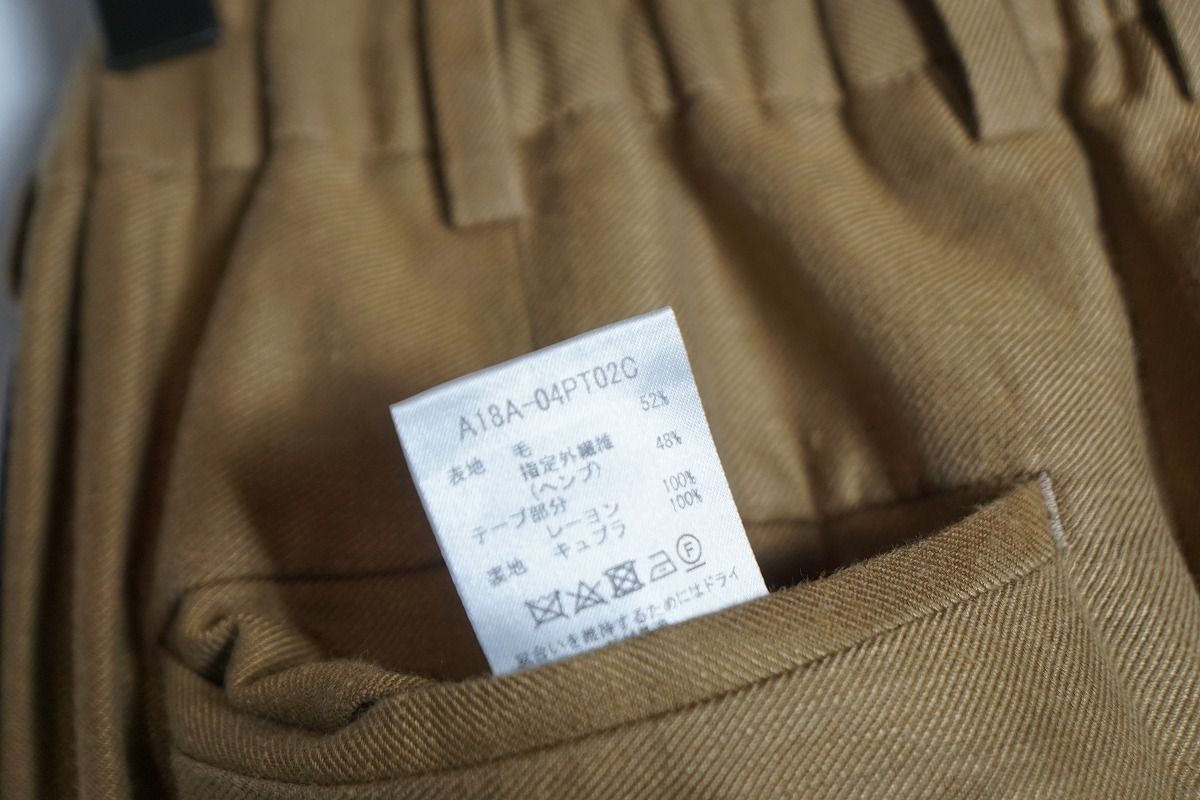 A18A-04PT02C
表地 毛 52%
指定外繊維 48%
(ヘンプ)
テープ部分
レーヨン 100%
裏地 キュプラ 100%
F
風合いを維持するためにはドライ